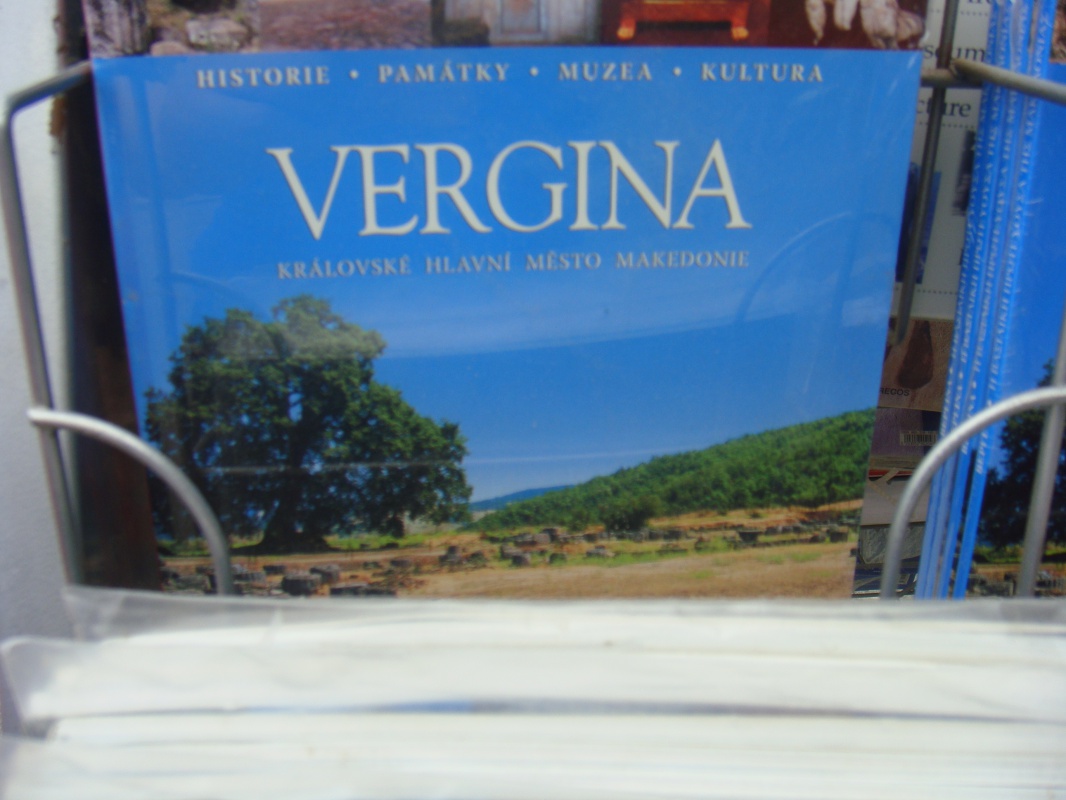 HISTORIE • PAMÁTKY • MUZEA • KULTURA
VERGINA
KRÁLOVSKÉ HLAVNÍ MĚSTO MAKEDONIE